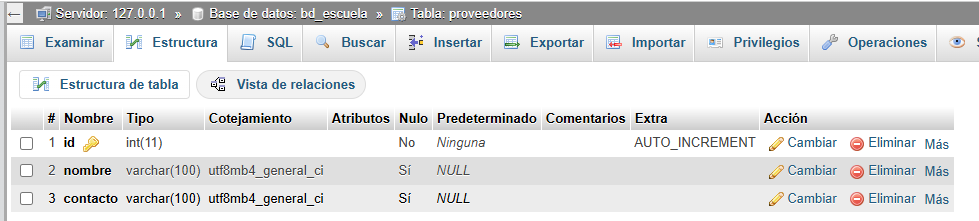 ← Servidor: 127.0.0.1 » Base de datos: bd_escuela » Tabla: proveedores
Examinar Estructura SQL Buscar Insertar Exportar Importar Privilegios Operaciones
Estructura de tabla Vista de relaciones
# Nombre Tipo Cotejamiento Atributos Nulo Predeterminado Comentarios Extra Acción
1 id int(11) No Ninguna AUTO_INCREMENT Cambiar Eliminar Más
2 nombre varchar(100) utf8mb4_general_ci Sí NULL Cambiar Eliminar Más
3 contacto varchar(100) utf8mb4_general_ci Sí NULL Cambiar Eliminar Más